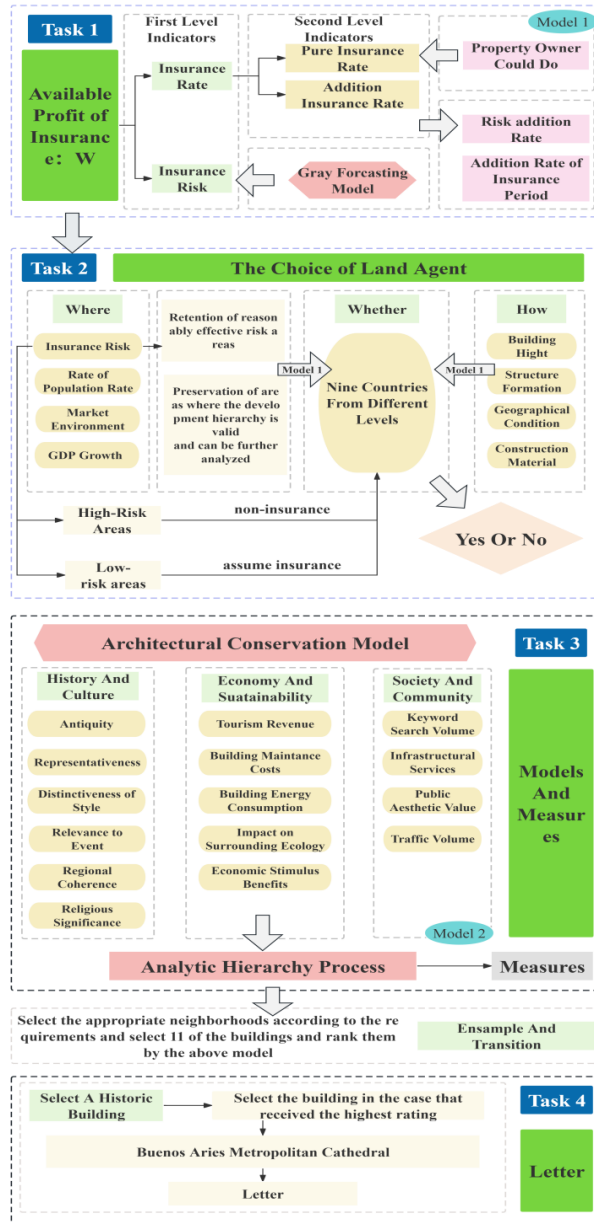 Task 1
First Level
Indicators
Second Level
Indicators
Model 1
Available
Profit of
Insuranc
e: W
Insurance
Rate
Pure Insurance
Rate
Property Owner
Could Do
Addition
Insurance Rate
Risk addition
Rate
Insurance
Risk
Gray Forcasting
Model
Addition Rate of
Insurance
Period
Task 2
The Choice of Land Agent
Where
Retention of reason
ably effective risk a
reas
Whether
How
Insurance Risk
Rate of
Population Rate
Market
Environment
GDP Growth
Preservation of are
as where the develo
pment hierarchy is
valid
and can be further
analyzed
Model 1
Nine Countries
From Different
Levels
Model 1
Building
Hight
Structure
Formation
Geographical
Condition
Construction
Material
High-Risk
Areas
non-insurance
Low-
risk areas
assume insurance
Yes Or No
Architectural Conservation Model
Task 3
History And
Culture
Economy And
Suatainability
Society And
Community
Antiquity
Representativeness
Distinctiveness of
Style
Relevance to
Event
Regional
Coherence
Religious
Significance
Tourism Revenue
Building Maintance
Costs
Building Energy
Consumption
Impact on
Surrounding Ecology
Economic Stimulus
Benefits
Keyword
Search Volume
Infrastructural
Services
Public
Aesthetic Value
Traffic Volume
Models
And
Measur
es
Model 2
Analytic Hierarchy Process
Measures
Select the appropriate neighborhoods according to the re
quirements and select 11 of the buildings and rank them
by the above model
Ensample And
Transition
Select A Historic
Building
Select the building in the case that
received the highest rating
Task 4
Buenos Aries Metropolitan Cathedral
Letter
Letter